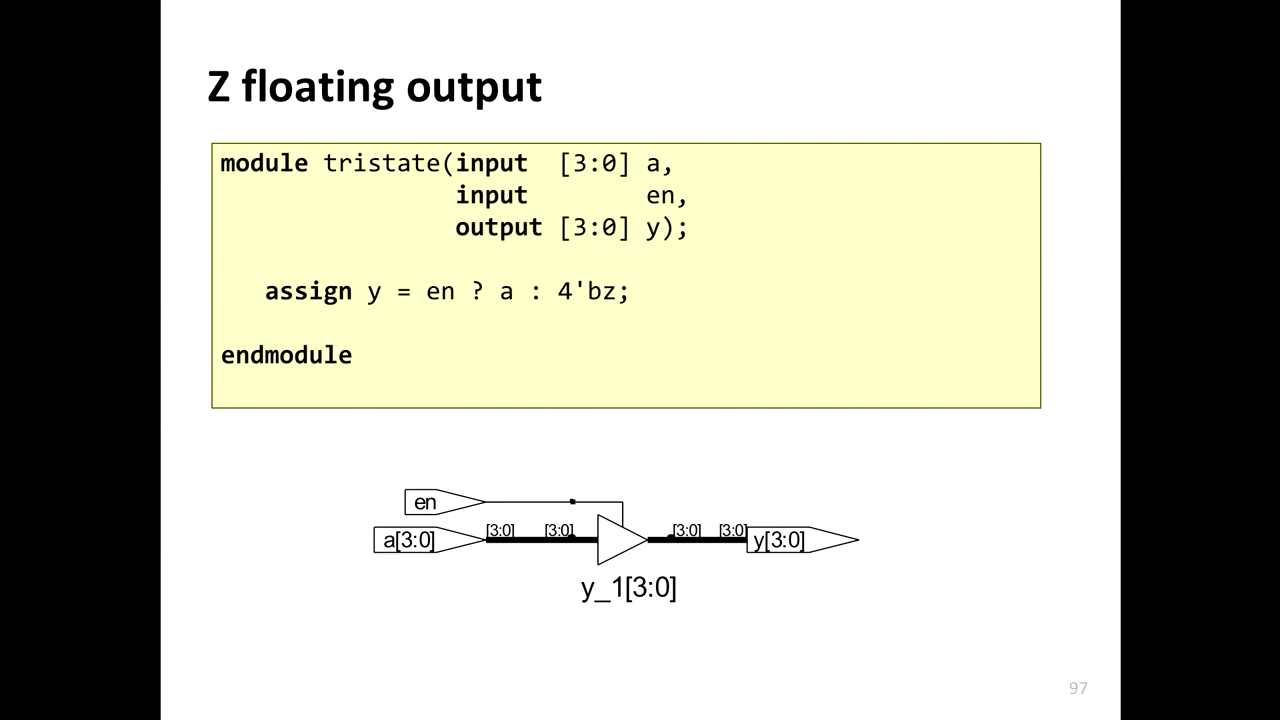 Z floating output
module tristate(input  [3:0] a,
                input        en,
                output [3:0] y);
   assign y = en ? a : 4'bz;
endmodule
en
a[3:0]
[3:0]
[3:0]
[3:0]
[3:0]
y[3:0]
y_1[3:0]
97